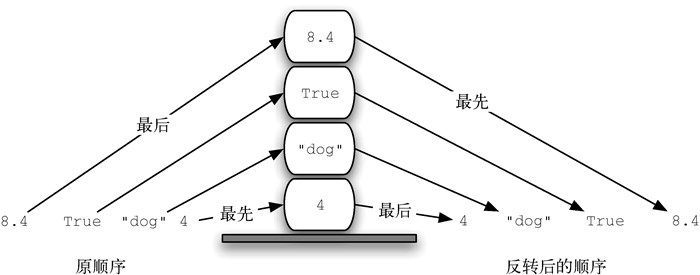 8.4
True
最先
最后
"dog"
4
8.4 True "dog" 4 最先 最后 4 "dog" True 8.4
原顺序 反转后的顺序